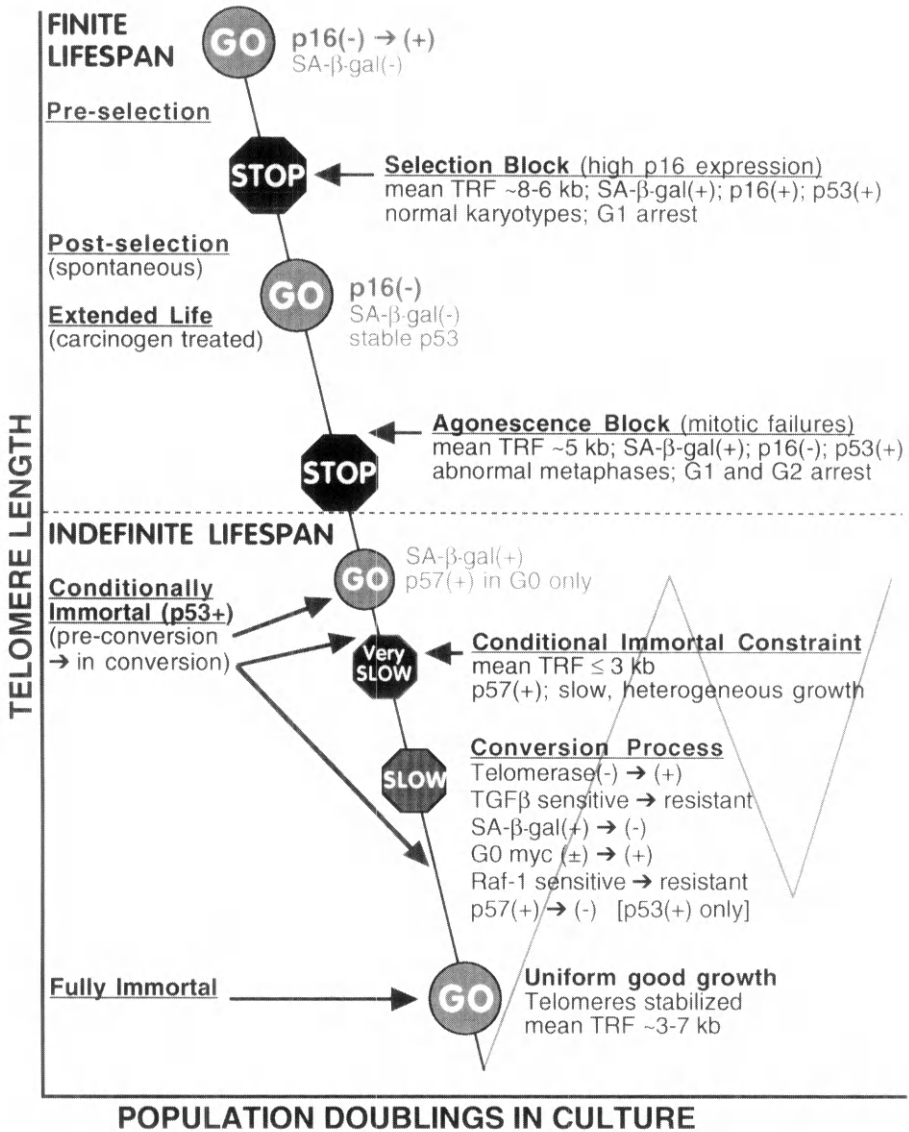 FINITE
LIFESPAN
GO
p16(-) → (+)
SA-β-gal(-)
Pre-selection
STOP
Selection Block (high p16 expression)
mean TRF ~8-6 kb; SA-β-gal(+); p16(+); p53(+)
normal karyotypes; G1 arrest
Post-selection
(spontaneous)
GO
p16(-)
SA-β-gal(-)
stable p53
Extended Life
(carcinogen treated)
Agonescence Block (mitotic failures)
mean TRF ~5 kb; SA-β-gal(+); p16(-); p53(+)
abnormal metaphases; G1 and G2 arrest
STOP
TELOMERE LENGTH
INDEFINITE LIFESPAN
GO
SA-β-gal(+)
p57(+) in G0 only
Conditionally
Immortal (p53+)
(pre-conversion
→ in conversion)
Very
SLOW
Conditional Immortal Constraint
mean TRF ≤ 3 kb
p57(+); slow, heterogeneous growth
SLOW
Conversion Process
Telomerase(-) → (+)
TGFβ sensitive → resistant
SA-β-gal(+) → (-)
G0 myc (±) → (+)
Raf-1 sensitive → resistant
p57(+) → (-) [p53(+) only]
Fully Immortal
GO
Uniform good growth
Telomeres stabilized
mean TRF ~3-7 kb
POPULATION DOUBLINGS IN CULTURE